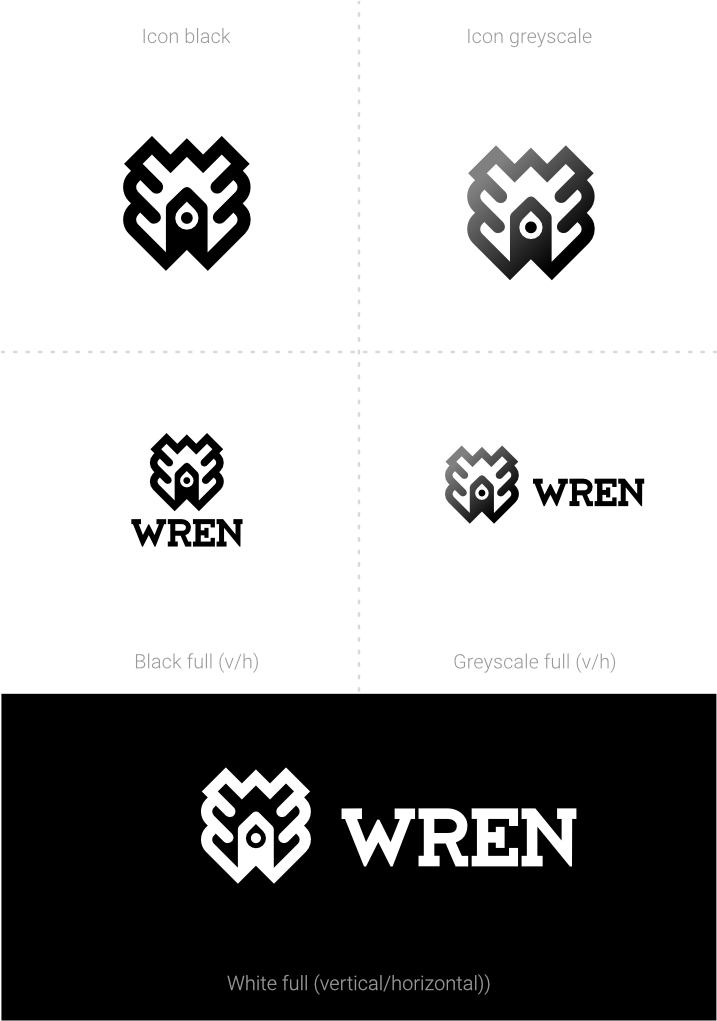 Icon black
Icon greyscale
WREN
WREN
Black full (v/h)
Greyscale full (v/h)
WREN
White full (vertical/horizontal))